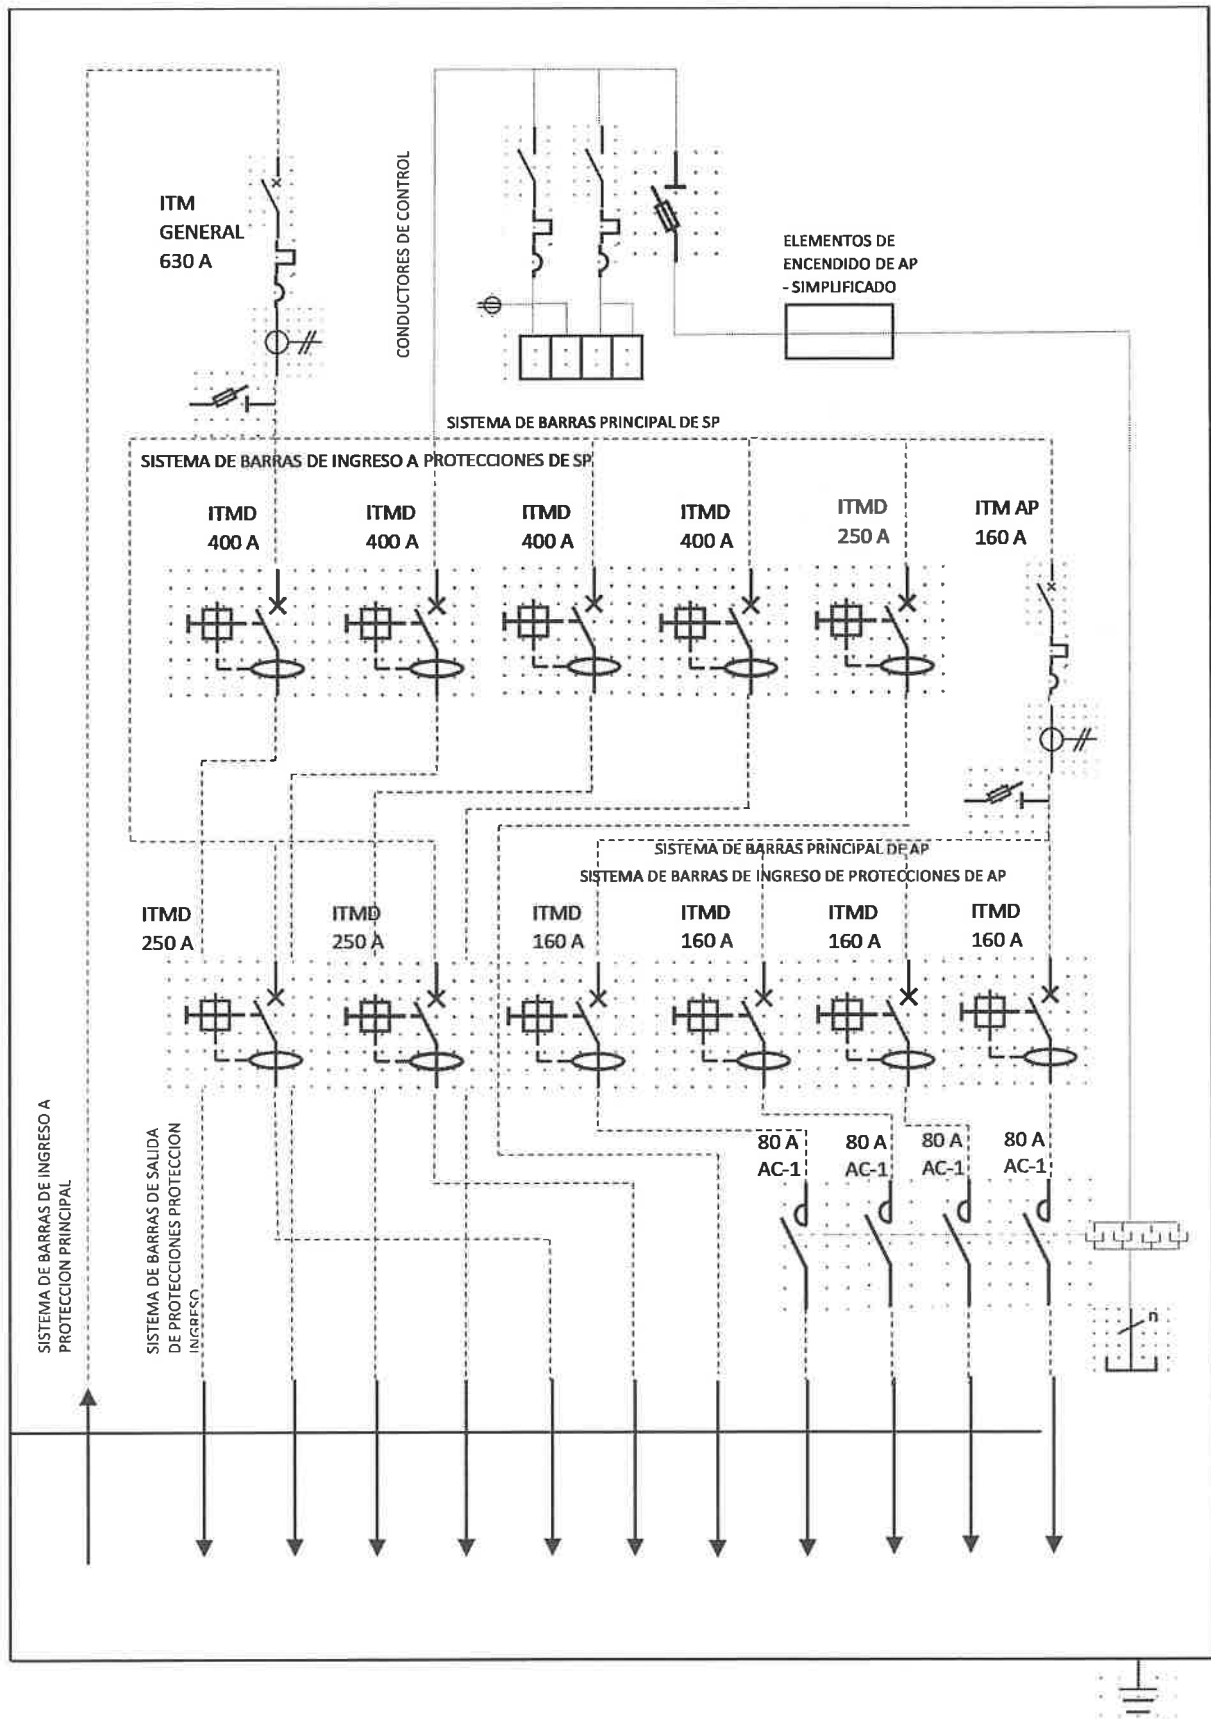 ITM
GENERAL
630 A
CONDUCTORES DE CONTROL
ELEMENTOS DE
ENCENDIDO DE AP
- SIMPLIFICADO
SISTEMA DE BARRAS PRINCIPAL DE SP
SISTEMA DE BARRAS DE INGRESO A PROTECCIONES DE SP
ITMD
400 A
ITMD
400 A
ITMD
400 A
ITMD
400 A
ITMD
250 A
ITM AP
160 A
SISTEMA DE BARRAS PRINCIPAL DE AP
SISTEMA DE BARRAS DE INGRESO DE PROTECCIONES DE AP
ITMD
250 A
ITMD
250 A
ITMD
160 A
ITMD
160 A
ITMD
160 A
ITMD
160 A
80 A
AC-1
80 A
AC-1
80 A
AC-1
80 A
AC-1
SISTEMA DE BARRAS DE INGRESO A
PROTECCION PRINCIPAL
SISTEMA DE BARRAS DE SALIDA
DE PROTECCIONES PROTECCION
INGRESO
n